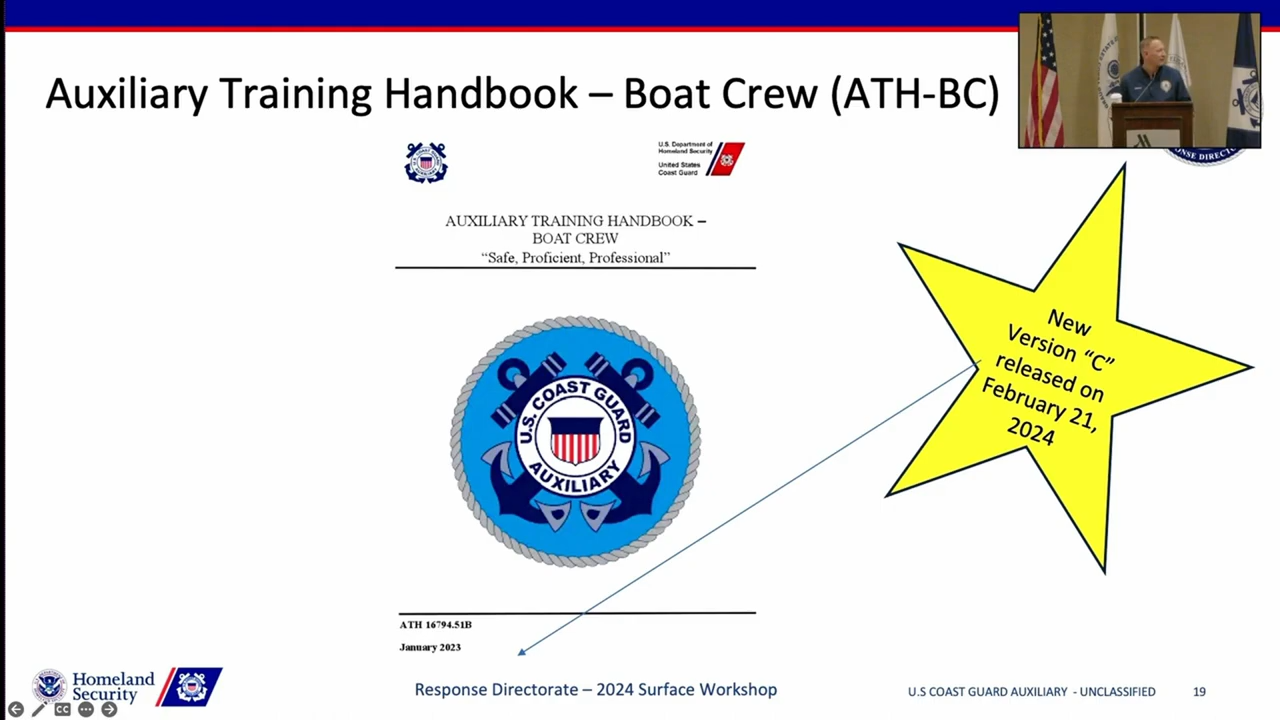 Auxiliary Training Handbook – Boat Crew (ATH-BC)
U.S. Department of
Homeland Security
United States
Coast Guard
AUXILIARY TRAINING HANDBOOK –
BOAT CREW
“Safe, Proficient, Professional”
U.S. COAST GUARD
AUXILIARY
New
Version “C”
released on
February 21,
2024
ATH 16794.51B
January 2023
Homeland
Security
Response Directorate – 2024 Surface Workshop
U.S COAST GUARD AUXILIARY - UNCLASSIFIED
19
CC